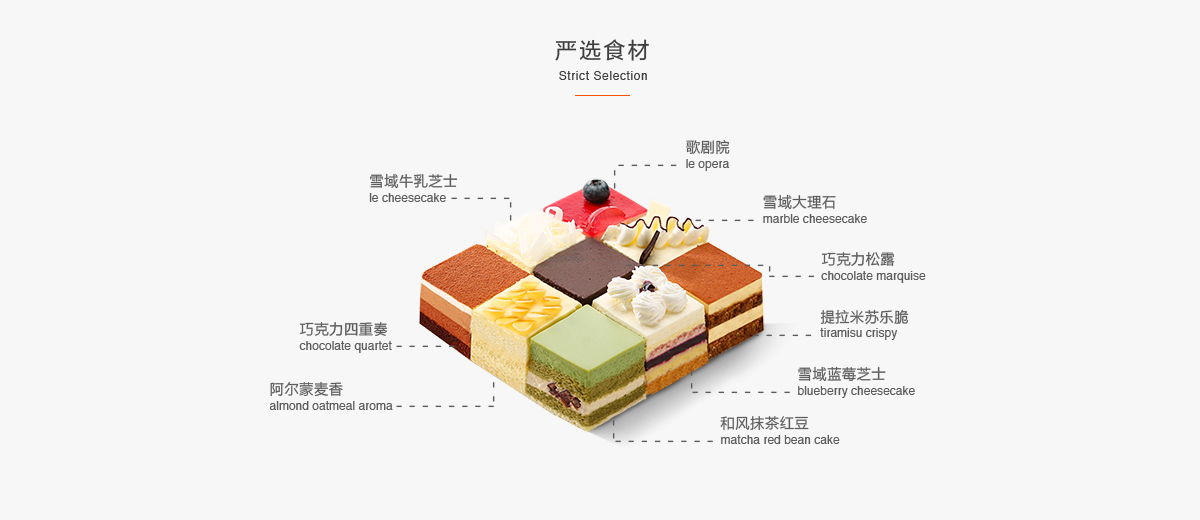 严选食材
Strict Selection
歌剧院
le opera
雪域牛乳芝士
le cheesecake
雪域大理石
marble cheesecake
巧克力松露
chocolate marquise
巧克力四重奏
chocolate quartet
提拉米苏乐脆
tiramisu crispy
阿尔蒙麦香
almond oatmeal aroma
雪域蓝莓芝士
blueberry cheesecake
和风抹茶红豆
matcha red bean cake